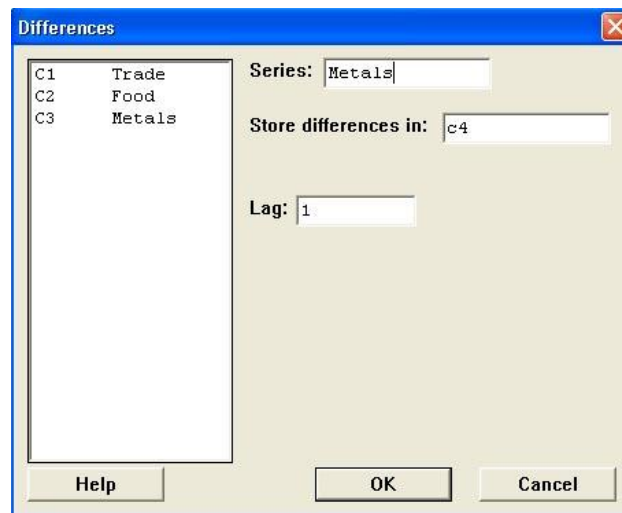 Differences
C1 Trade
C2 Food
C3 Metals
Series: Metals
Store differences in: c4
Lag: 1
Help OK Cancel